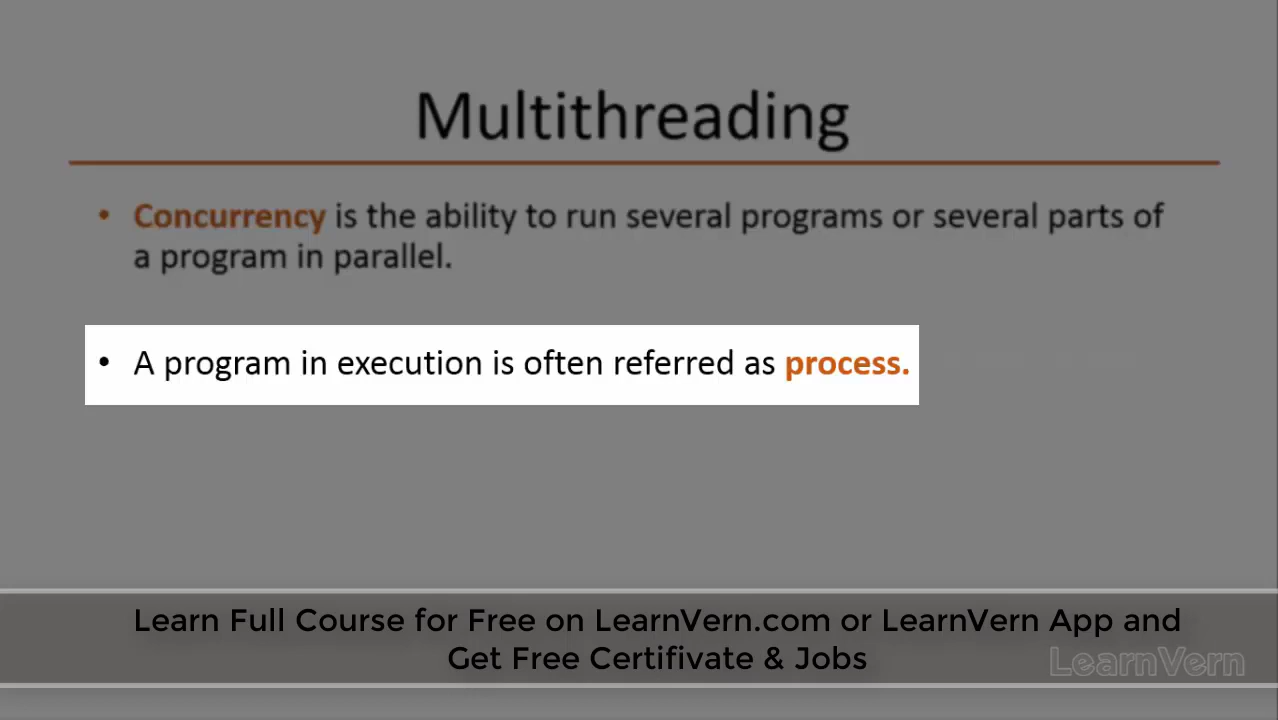 Multithreading
• Concurrency is the ability to run several programs or several parts of
a program in parallel.
• A program in execution is often referred as process.
Learn Full Course for Free on LearnVern.com or LearnVern App and
Get Free Certifivate & Jobs
LearnVern